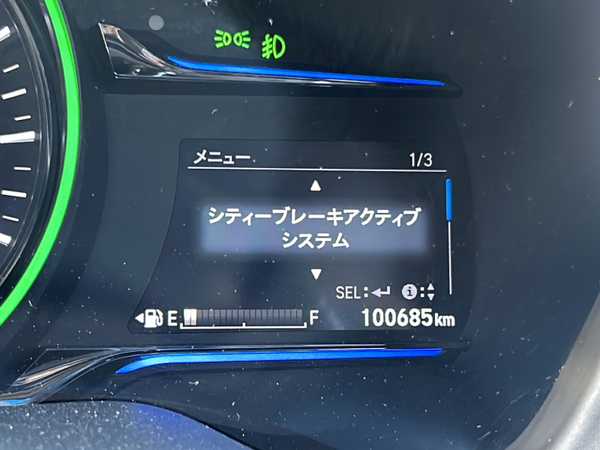 メニュー 1/3
シティーブレーキアクティブ
システム
SEL:↵ i:
E F 100685km